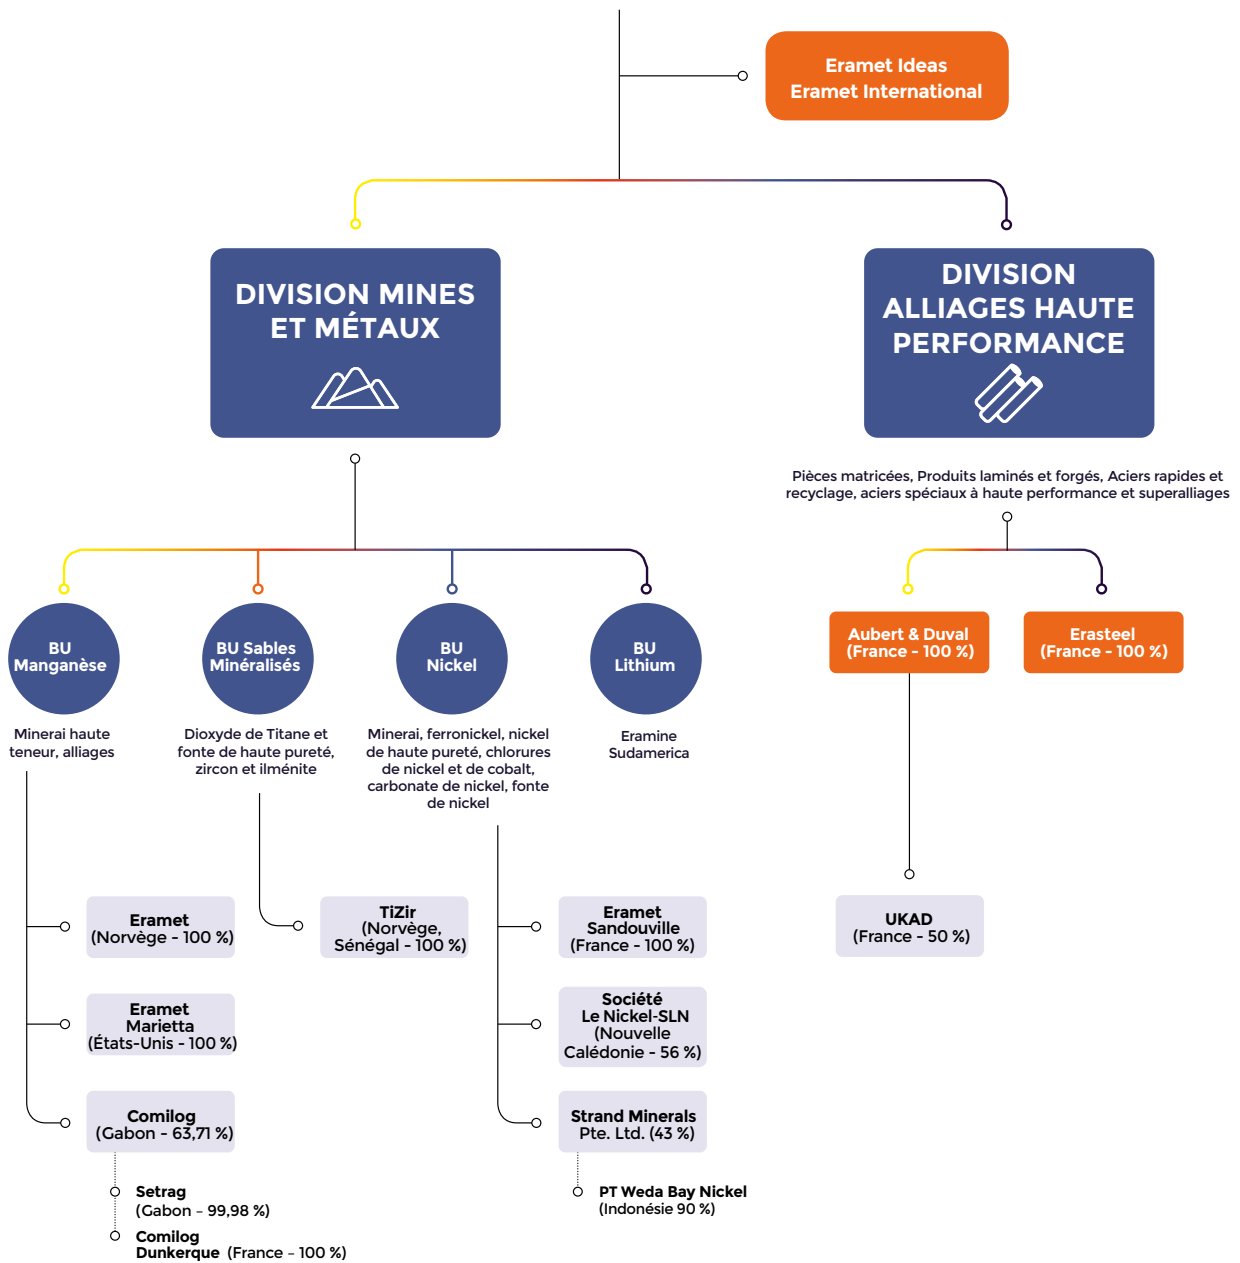 Eramet Ideas
Eramet International
DIVISION MINES
ET MÉTAUX
DIVISION
ALLIAGES HAUTE
PERFORMANCE
Pièces matricées, Produits laminés et forgés, Aciers rapides et
recyclage, aciers spéciaux à haute performance et superalliages
BU
Manganèse
BU Sables
Minéralisés
BU
Nickel
BU
Lithium
Aubert & Duval
(France - 100 %)
Erasteel
(France - 100 %)
Minerai haute
teneur, alliages
Dioxyde de Titane et
fonte de haute pureté,
zircon et ilménite
Minerai, ferronickel, nickel
de haute pureté, chlorures
de nickel et de cobalt,
carbonate de nickel, fonte
de nickel
Eramine
Sudamerica
Eramet
(Norvège - 100 %)
TiZir
(Norvège,
Sénégal - 100 %)
Eramet
Sandouville
(France - 100 %)
UKAD
(France - 50 %)
Eramet
Marietta
(États-Unis - 100 %)
Société
Le Nickel-SLN
(Nouvelle
Calédonie - 56 %)
Comilog
(Gabon - 63,71 %)
Strand Minerals
Pte. Ltd. (43 %)
Setrag
(Gabon – 99,98 %)
Comilog
Dunkerque (France – 100 %)
PT Weda Bay Nickel
(Indonésie 90 %)